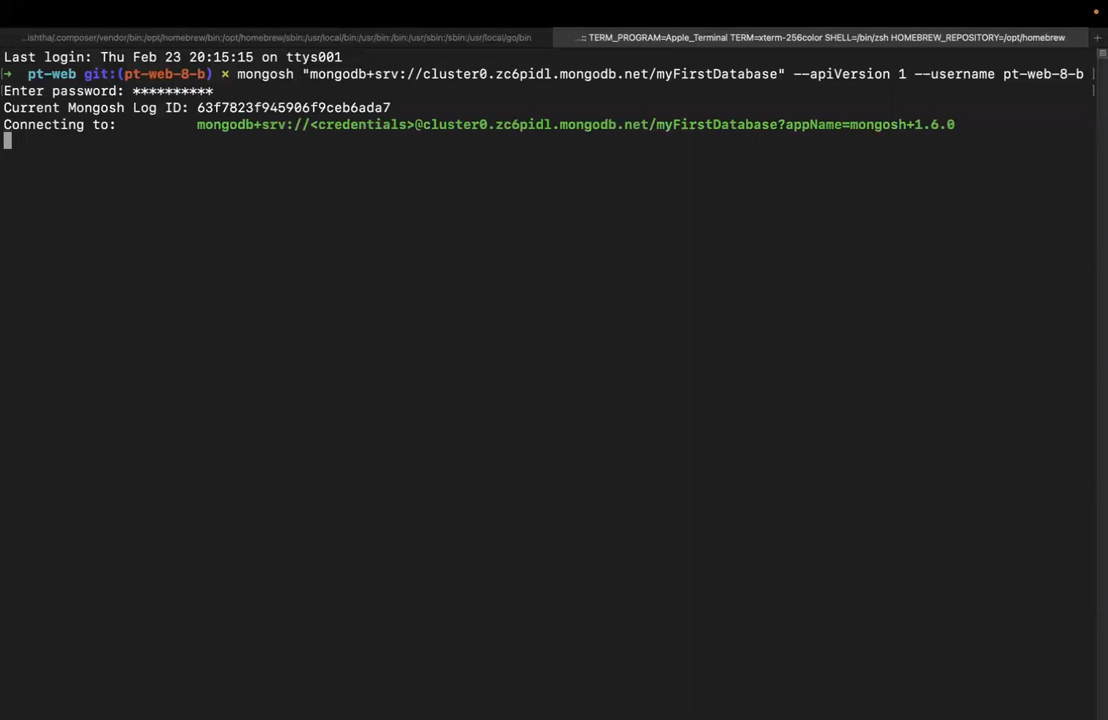 ...ishtha/.composer/vendor/bin:/opt/homebrew/bin:/opt/homebrew/sbin:/usr/local/bin:/usr/bin:/bin:/usr/sbin:/sbin:/usr/local/go/bin
...:: TERM_PROGRAM=Apple_Terminal TERM=xterm-256color SHELL=/bin/zsh HOMEBREW_REPOSITORY=/opt/homebrew +
Last login: Thu Feb 23 20:15:15 on ttys001
➜ pt-web git:(pt-web-8-b) × mongosh "mongodb+srv://cluster0.zc6pidl.mongodb.net/myFirstDatabase" --apiVersion 1 --username pt-web-8-b
Enter password: **********
Current Mongosh Log ID: 63f7823f945906f9ceb6ada7
Connecting to: mongodb+srv://<credentials>@cluster0.zc6pidl.mongodb.net/myFirstDatabase?appName=mongosh+1.6.0